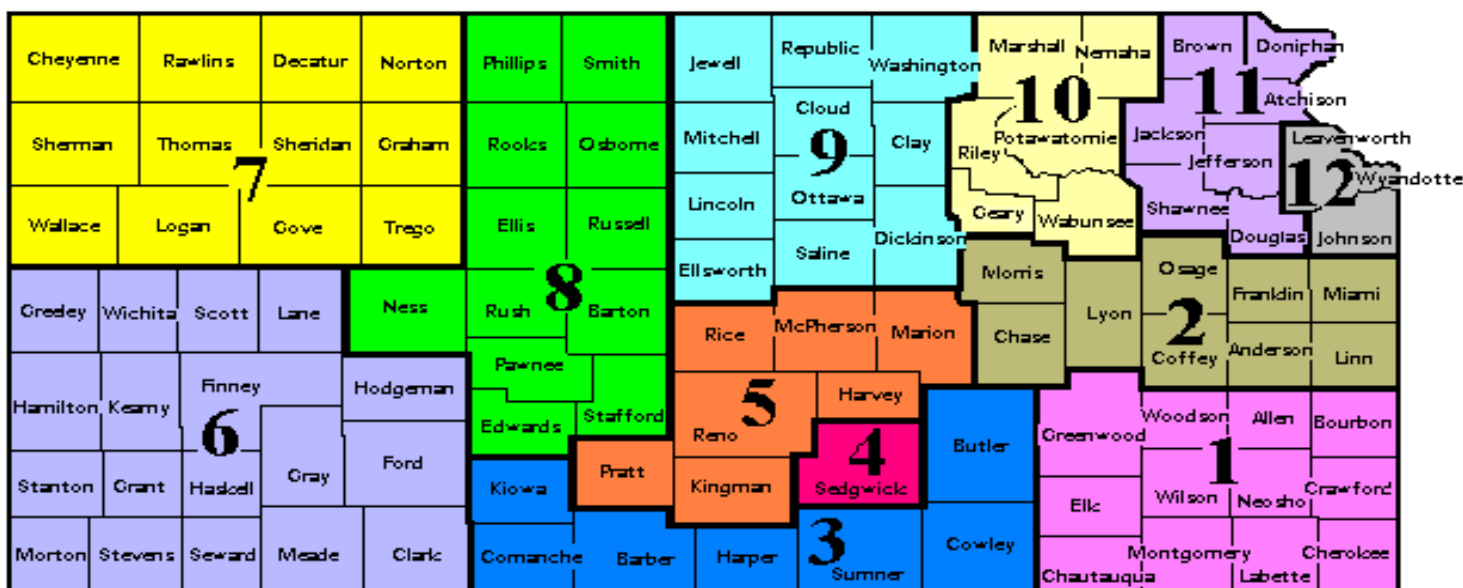 Cheyenne Rawlins Decatur Norton Phillips Smith Jewell Republic Washington Marshall Nemaha Brown Doniphan
10 11
Atchison
Cloud
Sherman Thomas Sheridan Graham Rooks Osborne Mitchell 9 Clay Riley Potawatomie Jackson Jefferson Leavenworth
7 12 Wyandotte
Wallace Logan Gove Trego Ellis Russell Lincoln Ottawa Geary Wabunsee Shawnee Douglas Johnson
Ellsworth Saline Dickinson
Greeley Wichita Scott Lane Ness Rush 8 Barton Morris Lyon Osage Franklin Miami
Rice McPherson Marion Chase 2 Coffey Anderson Linn
Pawnee
Hamilton Kearny Finney Hodgeman Edwards Stafford Reno 5 Harvey Greenwood Woodson Allen Bourbon
6 4 Butler 1
Stanton Grant Haskell Gray Ford Kiowa Pratt Kingman Sedgwick Elk Wilson Neosho Crawford
Morton Stevens Seward Meade Clark Comanche Barber Harper 3 Sumner Cowley Chautauqua Montgomery Labette Cherokee